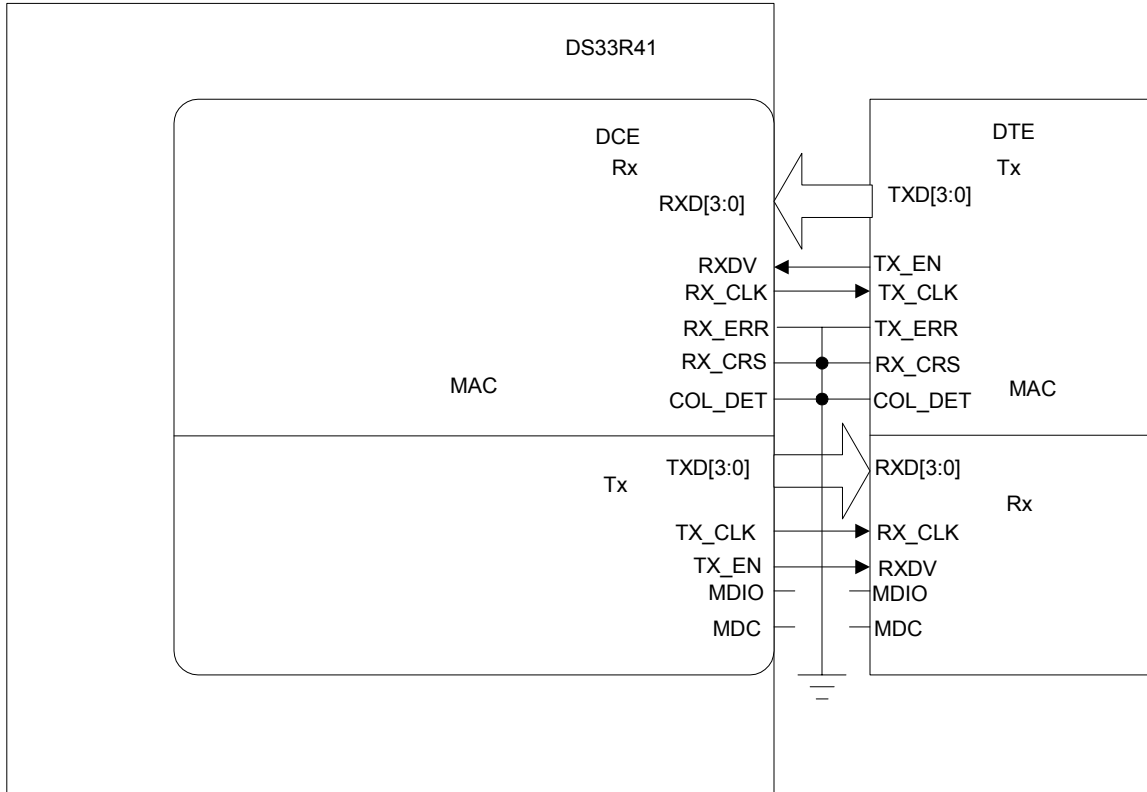 DS33R41
DCE
Rx
RXD[3:0]
RXDV
RX_CLK
RX_ERR
RX_CRS
COL_DET
MAC
Tx
TXD[3:0]
TX_CLK
TX_EN
MDIO
MDC
DTE
Tx
TXD[3:0]
TX_EN
TX_CLK
TX_ERR
RX_CRS
COL_DET
MAC
RXD[3:0]
Rx
RX_CLK
RXDV
MDIO
MDC